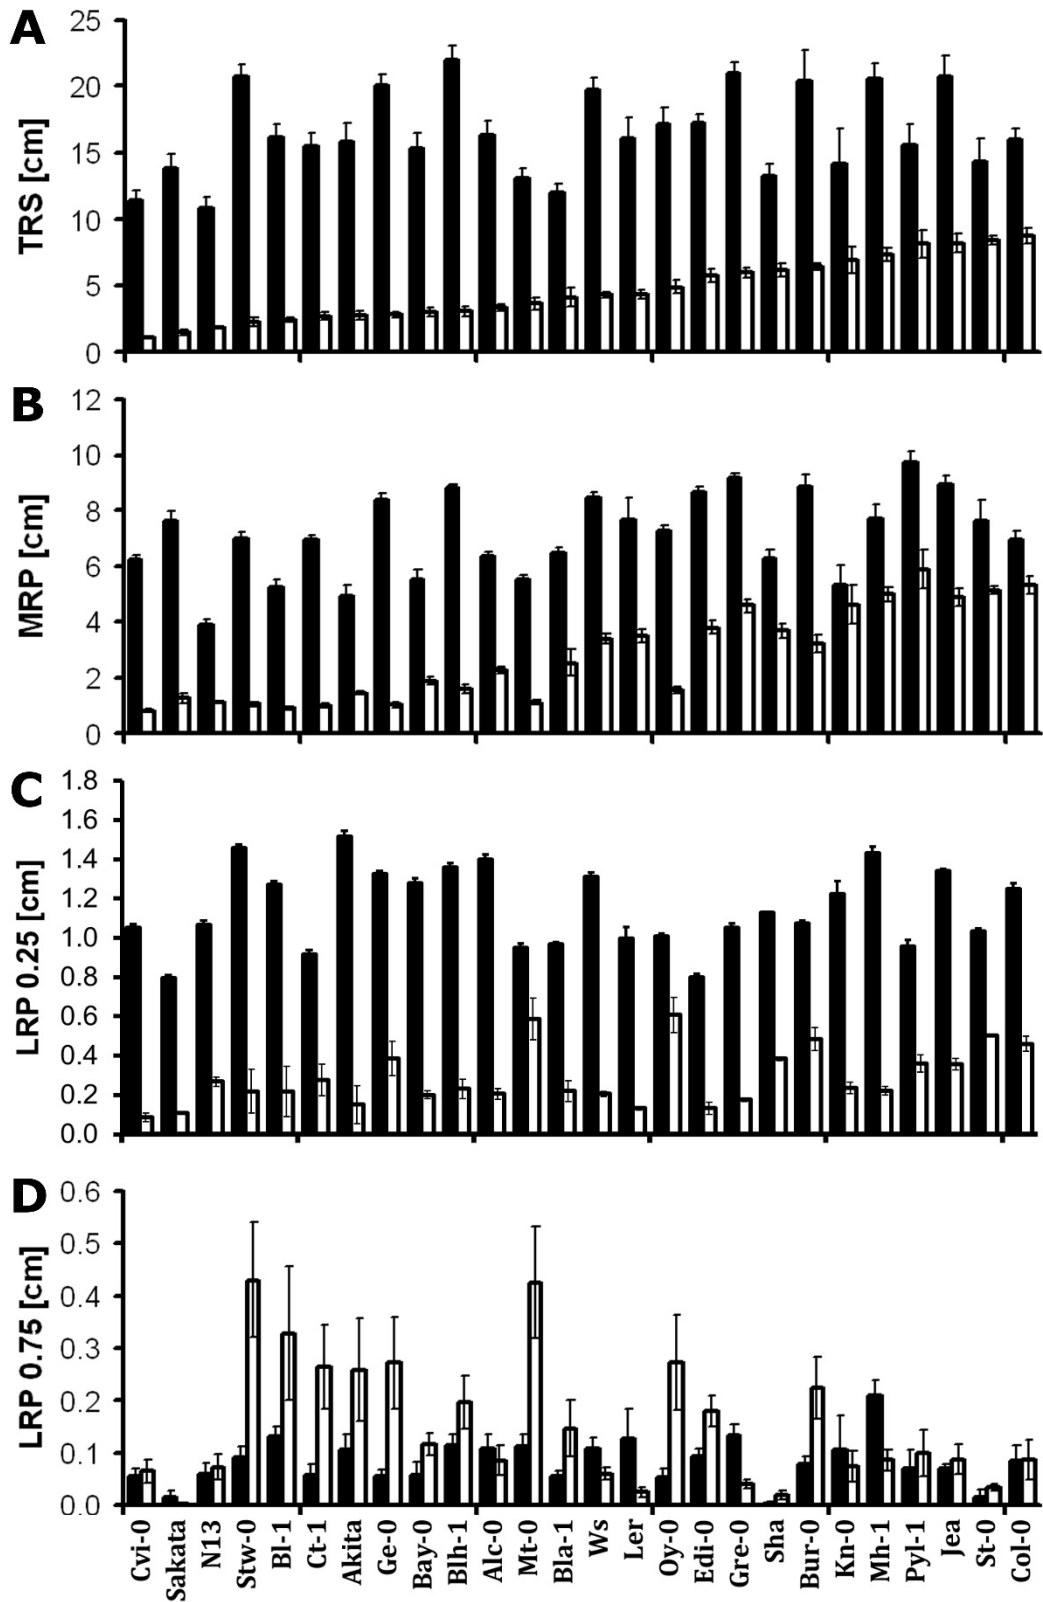 A
TRS [cm]
25
20
15
10
5
0
B
MRP [cm]
12
10
8
6
4
2
0
C
LRP 0.25 [cm]
1.8
1.6
1.4
1.2
1.0
0.8
0.6
0.4
0.2
0.0
D
LRP 0.75 [cm]
0.6
0.5
0.4
0.3
0.2
0.1
0.0
Cvi-0
Sakata
N13
Stw-0
Bl-1
Ct-1
Akita
Ge-0
Bay-0
Blh-1
Alc-0
Mt-0
Bla-1
Ws
Ler
Oy-0
Edi-0
Gre-0
Sha
Bur-0
Kn-0
Mh-1
Pyl-1
Jea
St-0
Col-0